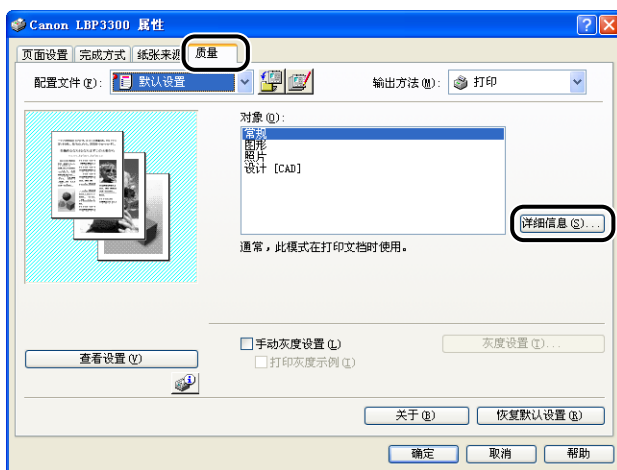 Canon LBP3300 属性
页面设置 完成方式 纸张来源 质量
配置文件(F): 默认设置 输出方法(M): 打印
对象(O):
常规
图形
照片
设计 [CAD]
详细信息(S)...
通常，此模式在打印文档时使用。
手动灰度设置(L) 灰度设置(T)...
打印灰度示例(I)
查看设置(V)
关于(B) 恢复默认设置(R)
确定 取消 帮助